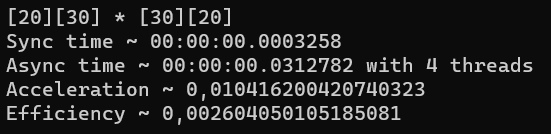 [20][30] * [30][20]
Sync time ~ 00:00:00.0003258
Async time ~ 00:00:00.0312782 with 4 threads
Acceleration ~ 0,010416200420740323
Efficiency ~ 0,002604050105185081